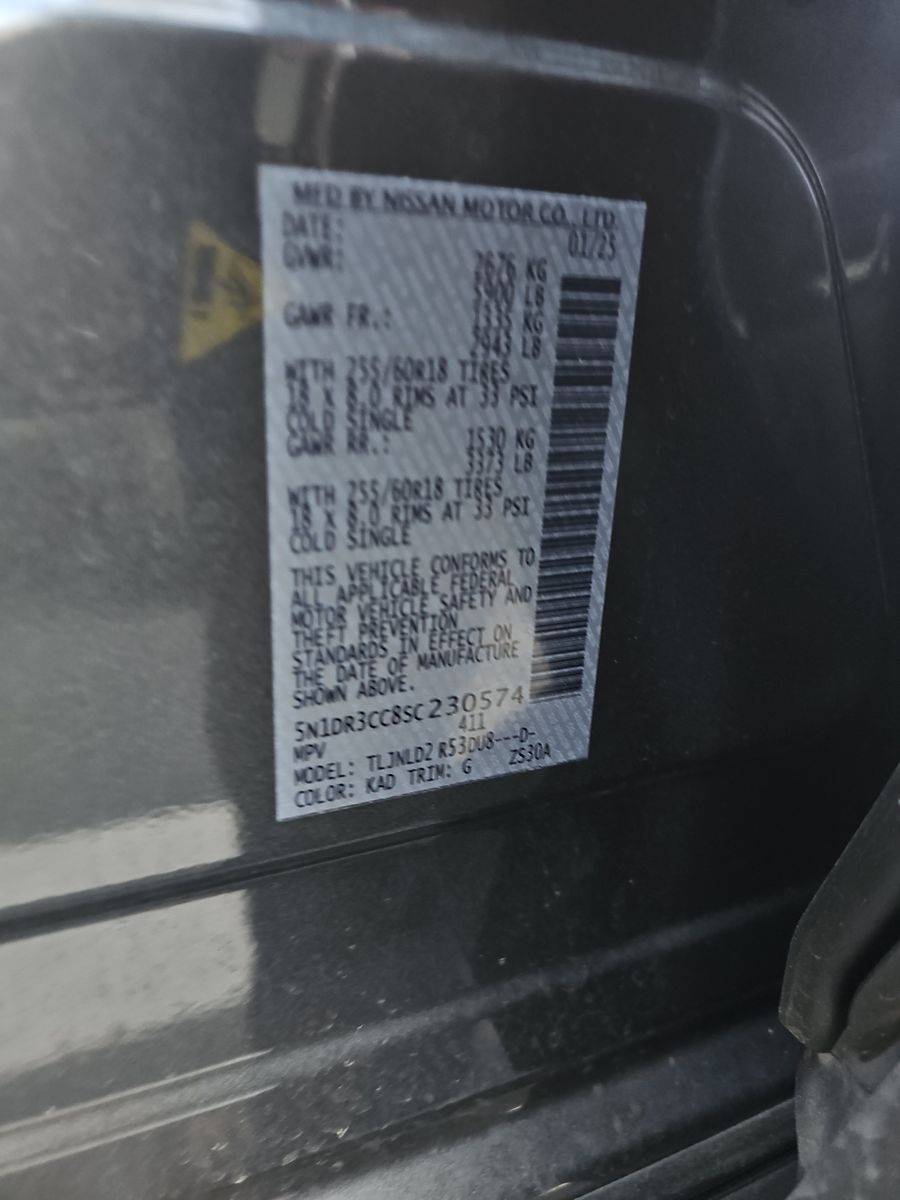 MFD BY NISSAN MOTOR CO., LTD.
DATE: 01/25
GVWR: 2676 KG
5900 LB
GAWR FR.: 1335 KG
2943 LB
WITH 255/60R18 TIRES
18 X 8.0 RIMS AT 33 PSI
COLD SINGLE
GAWR RR.: 1530 KG
3373 LB
WITH 255/60R18 TIRES
18 X 8.0 RIMS AT 33 PSI
COLD SINGLE
THIS VEHICLE CONFORMS TO
ALL APPLICABLE FEDERAL
MOTOR VEHICLE SAFETY AND
THEFT PREVENTION
STANDARDS IN EFFECT ON
THE DATE OF MANUFACTURE
SHOWN ABOVE.
5N1DR3CC8SC230574
MPV 411
MODEL: TLJNLD2 R53DU8---D-
COLOR: KAD TRIM: G ZS30A